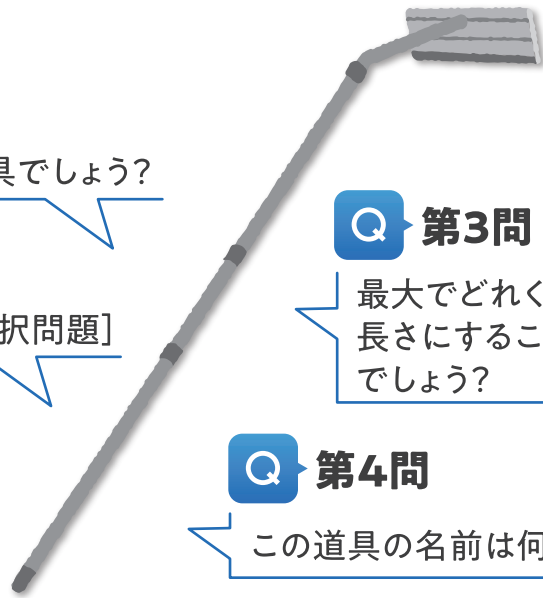 具でしょう?
択問題]
Q 第3問
最大でどれく
長さにするこ
でしょう?
Q 第4問
この道具の名前は何